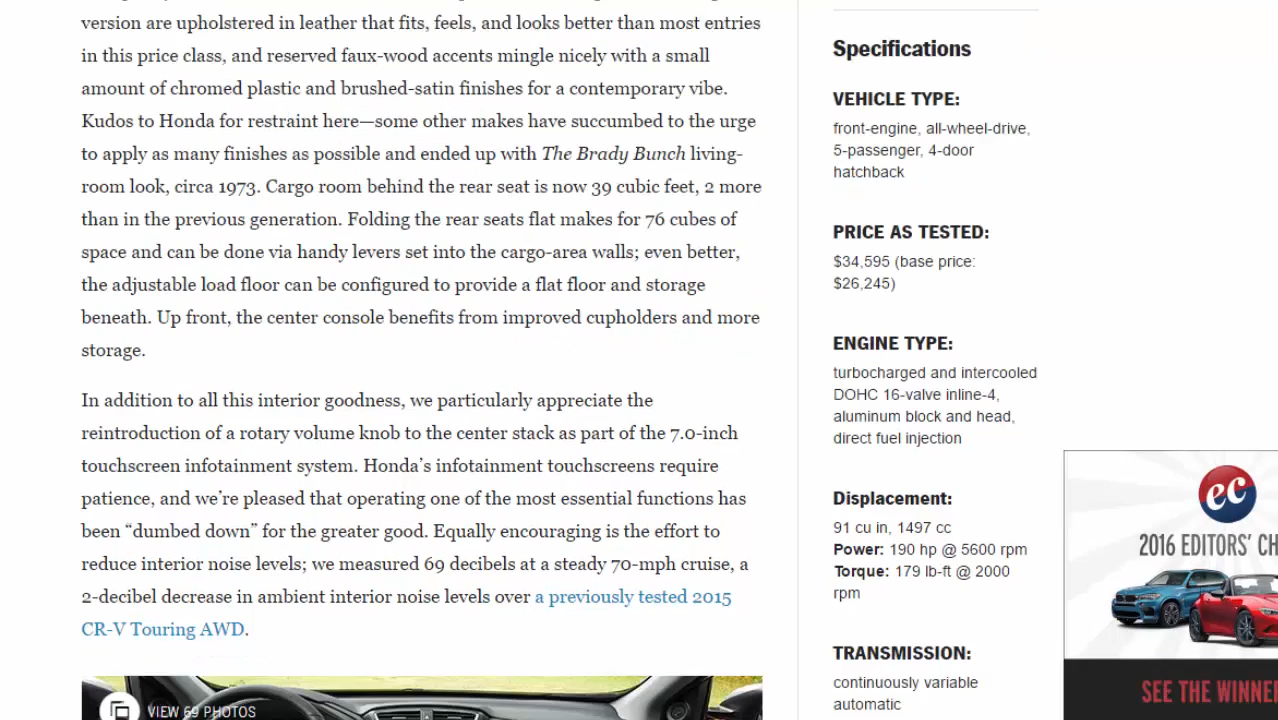 version are upholstered in leather that fits, feels, and looks better than most entries
in this price class, and reserved faux-wood accents mingle nicely with a small
amount of chromed plastic and brushed-satin finishes for a contemporary vibe.
Kudos to Honda for restraint here—some other makes have succumbed to the urge
to apply as many finishes as possible and ended up with The Brady Bunch living-
room look, circa 1973. Cargo room behind the rear seat is now 39 cubic feet, 2 more
than in the previous generation. Folding the rear seats flat makes for 76 cubes of
space and can be done via handy levers set into the cargo-area walls; even better,
the adjustable load floor can be configured to provide a flat floor and storage
beneath. Up front, the center console benefits from improved cupholders and more
storage.
In addition to all this interior goodness, we particularly appreciate the
reintroduction of a rotary volume knob to the center stack as part of the 7.0-inch
touchscreen infotainment system. Honda’s infotainment touchscreens require
patience, and we’re pleased that operating one of the most essential functions has
been “dumbed down” for the greater good. Equally encouraging is the effort to
reduce interior noise levels; we measured 69 decibels at a steady 70-mph cruise, a
2-decibel decrease in ambient interior noise levels over a previously tested 2015
CR-V Touring AWD.
VIEW 69 PHOTOS
Specifications
VEHICLE TYPE:
front-engine, all-wheel-drive,
5-passenger, 4-door
hatchback
PRICE AS TESTED:
$34,595 (base price:
$26,245)
ENGINE TYPE:
turbocharged and intercooled
DOHC 16-valve inline-4,
aluminum block and head,
direct fuel injection
Displacement:
91 cu in, 1497 cc
Power: 190 hp @ 5600 rpm
Torque: 179 lb-ft @ 2000
rpm
TRANSMISSION:
continuously variable
automatic
ec
2016 EDITORS' CH
SEE THE WINNE